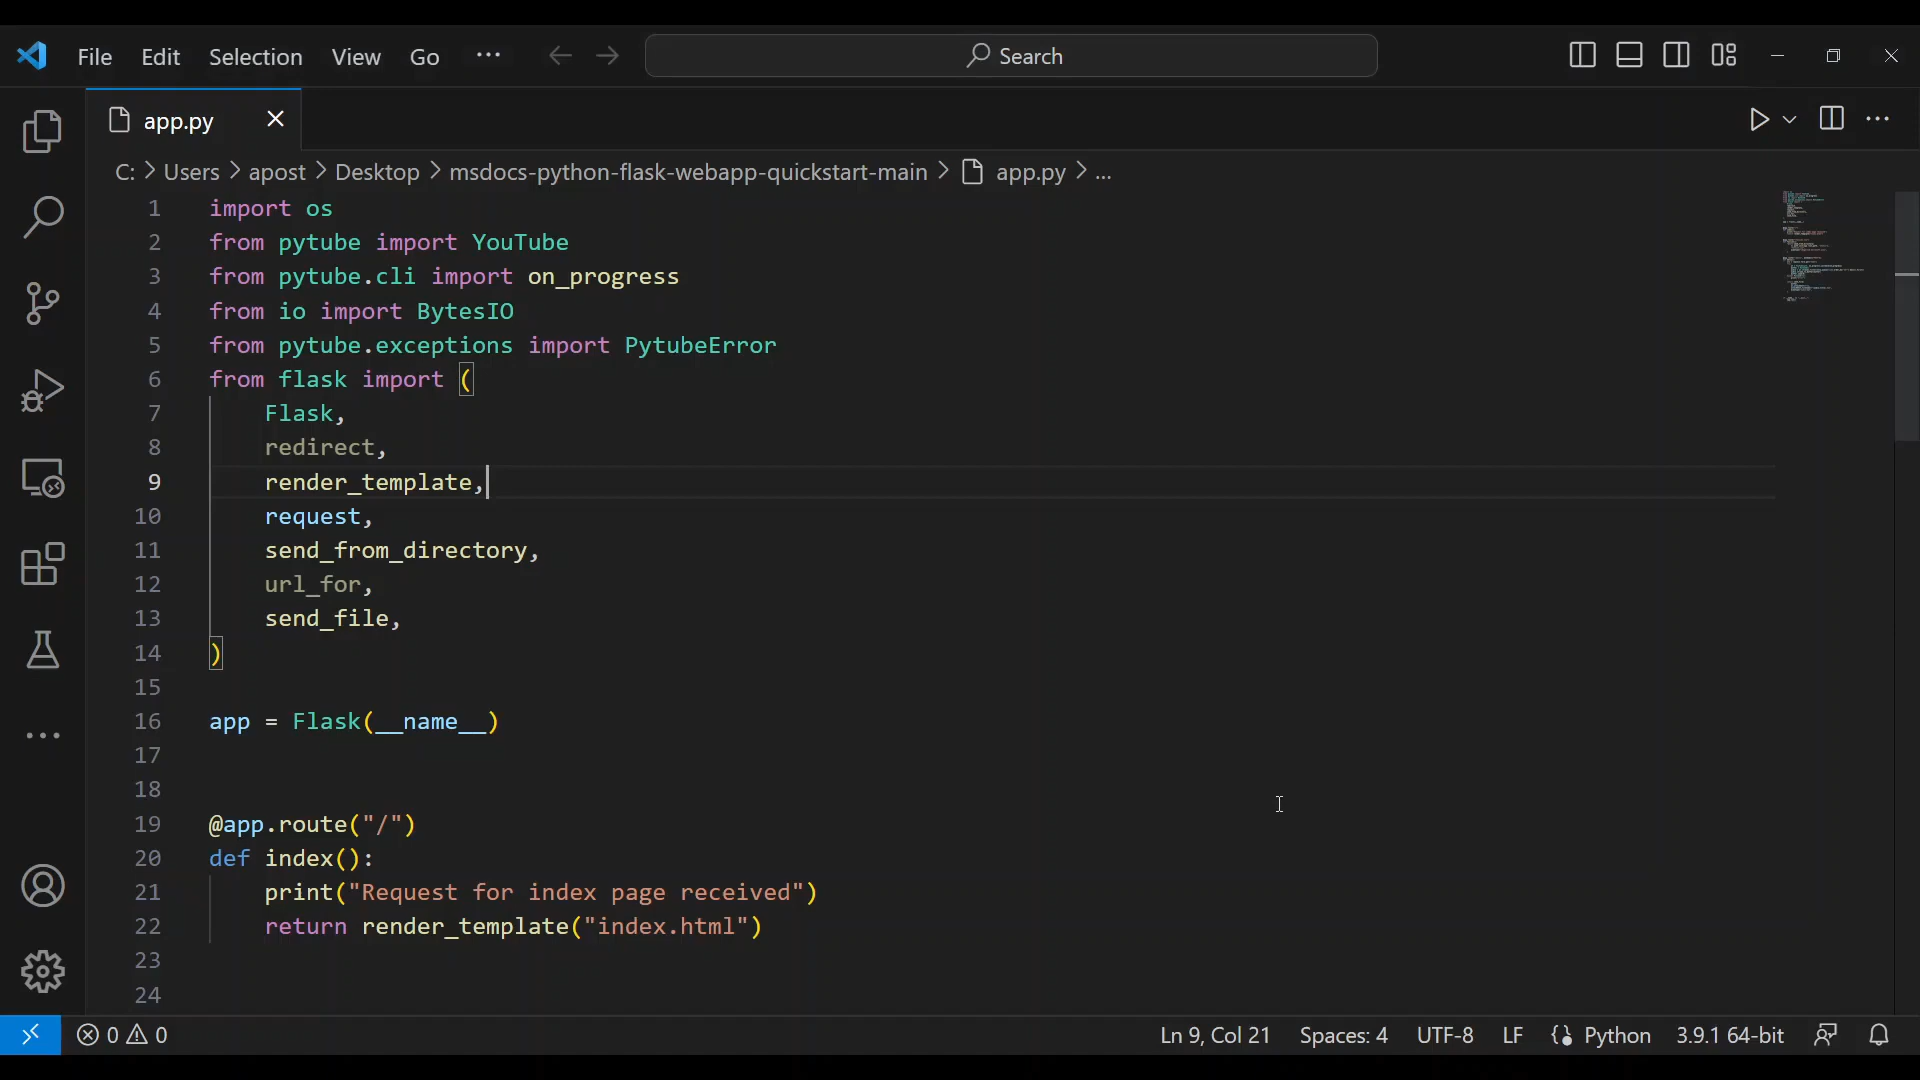 File Edit Selection View Go ··· Search
app.py
C: > Users > apost > Desktop > msdocs-python-flask-webapp-quickstart-main > app.py > ...
1 import os
2 from pytube import YouTube
3 from pytube.cli import on_progress
4 from io import BytesIO
5 from pytube.exceptions import PytubeError
6 from flask import (
7     Flask,
8     redirect,
9     render_template,
10     request,
11     send_from_directory,
12     url_for,
13     send_file,
14 )
15
16 app = Flask(__name__)
17
18
19 @app.route("/")
20 def index():
21     print("Request for index page received")
22     return render_template("index.html")
23
24
0 0 Ln 9, Col 21 Spaces: 4 UTF-8 LF Python 3.9.1 64-bit